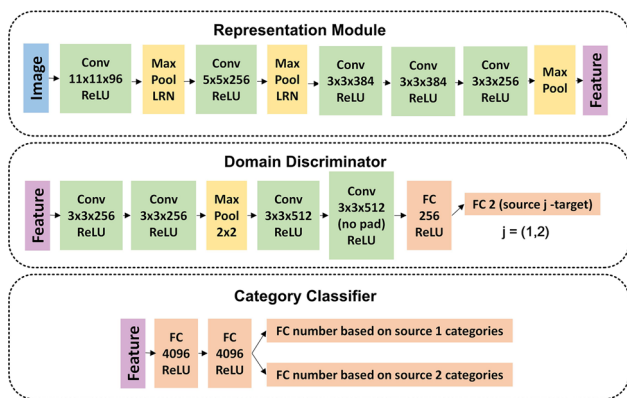 Representation Module
Image
Conv
11x11x96
ReLU
Max
Pool
LRN
Conv
5x5x256
ReLU
Max
Pool
LRN
Conv
3x3x384
ReLU
Conv
3x3x384
ReLU
Conv
3x3x256
ReLU
Max
Pool
Feature
Domain Discriminator
Feature
Conv
3x3x256
ReLU
Conv
3x3x256
ReLU
Max
Pool
2x2
Conv
3x3x512
ReLU
Conv
3x3x512
(no pad)
ReLU
FC
256
ReLU
FC 2 (source j -target)
j = (1,2)
Category Classifier
Feature
FC
4096
ReLU
FC
4096
ReLU
FC number based on source 1 categories
FC number based on source 2 categories